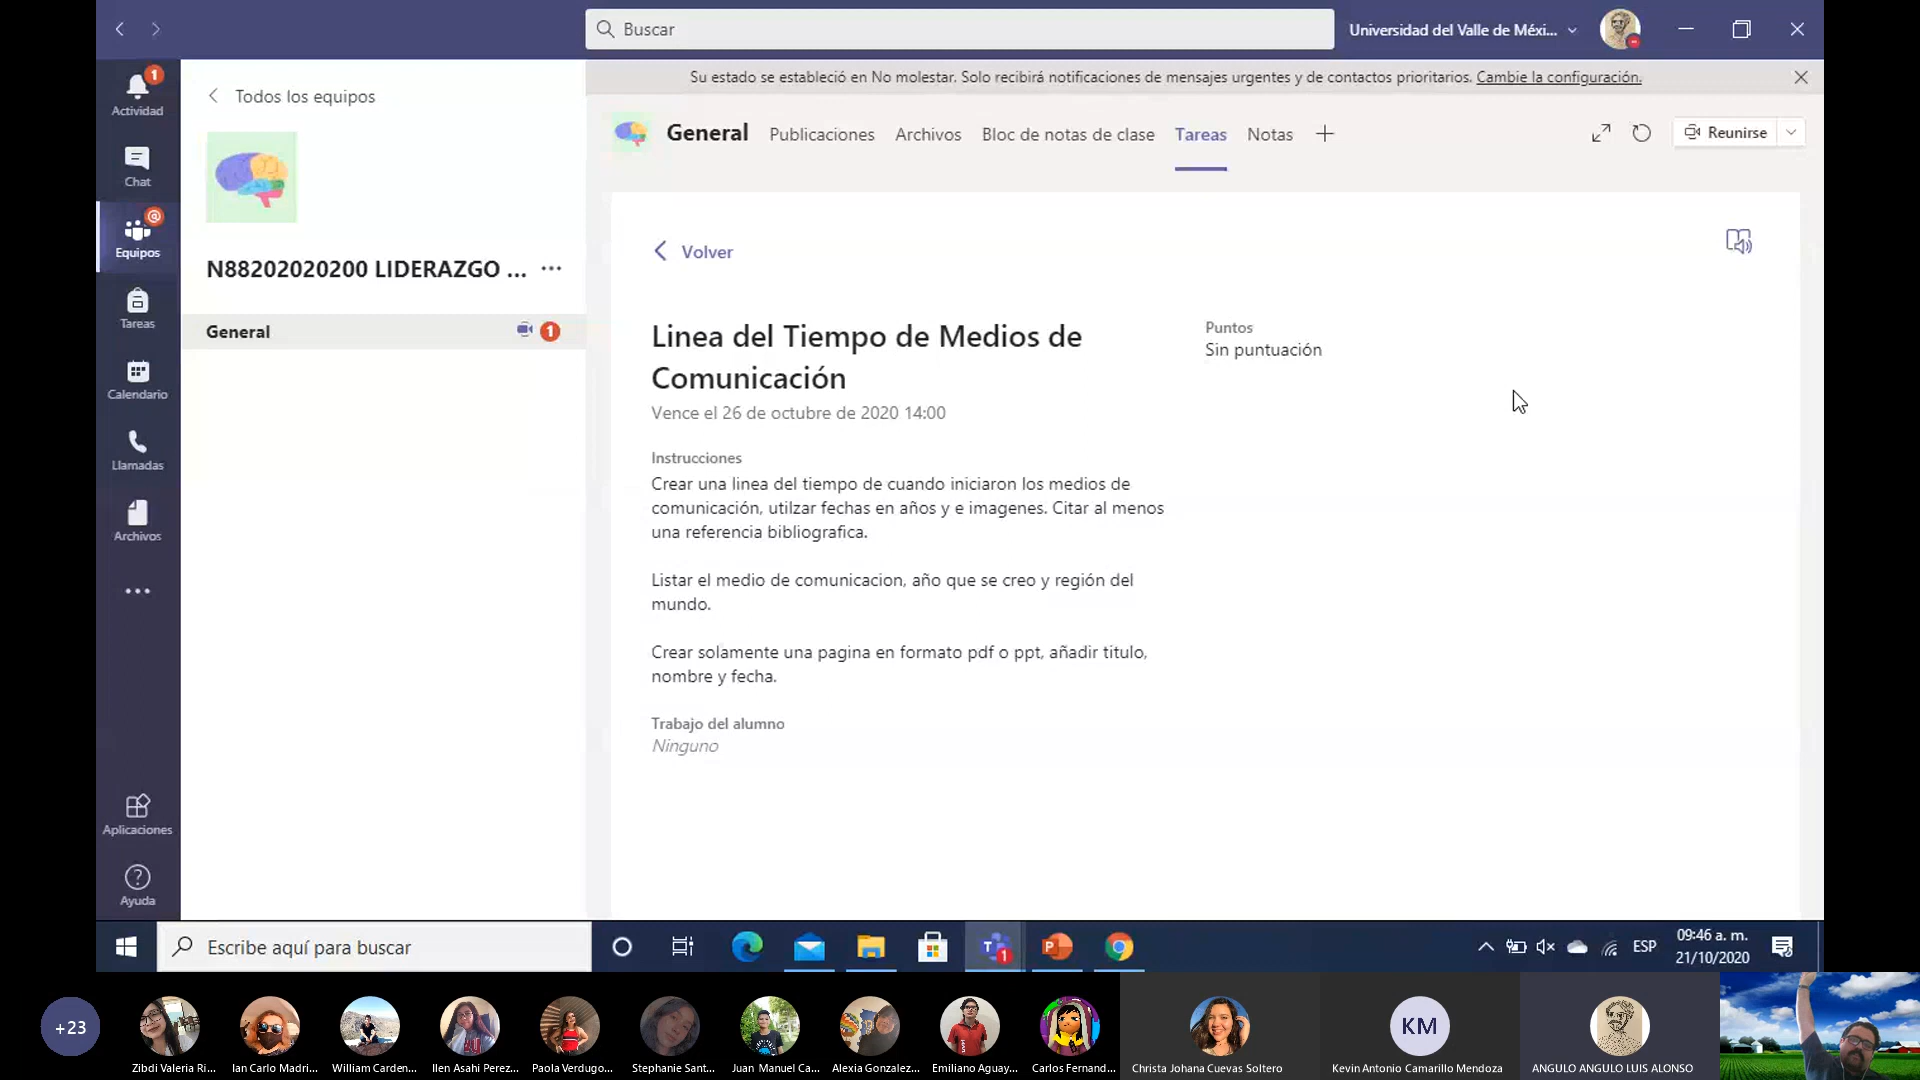 Buscar
Universidad del Valle de Méxi...
Su estado se estableció en No molestar. Solo recibirá notificaciones de mensajes urgentes y de contactos prioritarios. Cambie la configuración.
1
Actividad
Chat
@
Equipos
Tareas
Calendario
Llamadas
Archivos
Aplicaciones
Ayuda
Todos los equipos
N88202020200 LIDERAZGO ...
General
1
General
Publicaciones
Archivos
Bloc de notas de clase
Tareas
Notas
Reunirse
Volver
Linea del Tiempo de Medios de
Comunicación
Vence el 26 de octubre de 2020 14:00
Puntos
Sin puntuación
Instrucciones
Crear una linea del tiempo de cuando iniciaron los medios de
comunicación, utilzar fechas en años y e imagenes. Citar al menos
una referencia bibliografica.
Listar el medio de comunicacion, año que se creo y región del
mundo.
Crear solamente una pagina en formato pdf o ppt, añadir titulo,
nombre y fecha.
Trabajo del alumno
Ninguno
Escribe aquí para buscar
T
1
P
ESP
09:46 a. m.
21/10/2020
+23
Zibdi Valeria Ri...
Ian Carlo Madri...
William Carden...
Ilen Asahi Perez...
Paola Verdugo...
Stephanie Sant...
Juan Manuel Ca...
Alexia Gonzalez...
Emiliano Aguay...
Carlos Fernand...
Christa Johana Cuevas Soltero
KM
Kevin Antonio Camarillo Mendoza
ANGULO ANGULO LUIS ALONSO